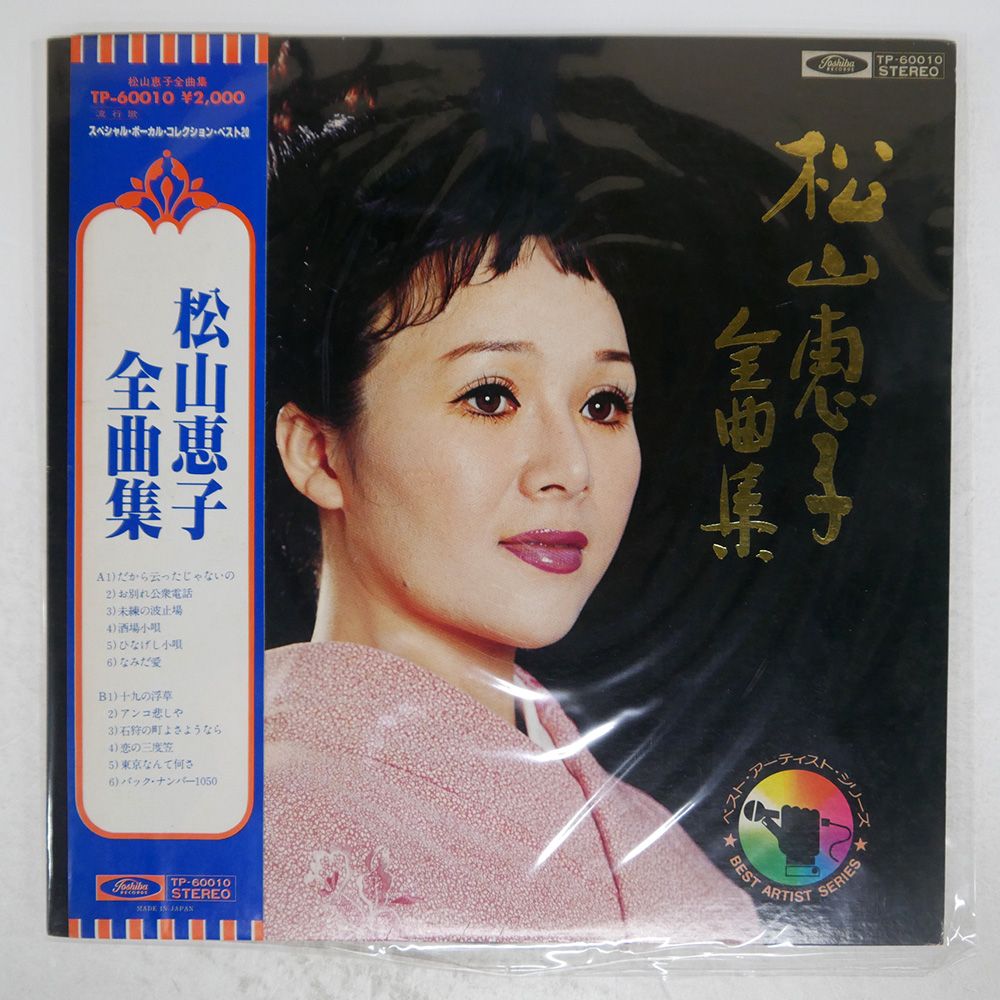 松山恵子全曲集
TP-60010 ¥2,000
流行歌
スペシャル・ボーカル・コレクション・ベスト20
松山恵子
全曲集
A1)だから云ったじゃないの
2)お別れ公衆電話
3)未練の波止場
4)酒場小唄
5)ひなげし小唄
6)なみだ愛
B1)十九の浮草
2)アンコ悲しや
3)石狩の町よさようなら
4)恋の三度笠
5)東京なんて何さ
6)バック・ナンバー1050
Toshiba
RECORDS
TP-60010
STEREO
MADE IN JAPAN
Toshiba
RECORDS
TP-60010
STEREO
松山恵子
全曲集
ベスト・アーティスト・シリーズ
★ BEST ARTIST SERIES ★